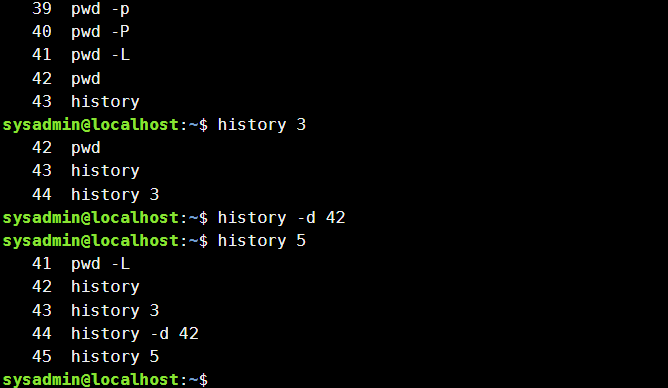 39 pwd -p
40 pwd -P
41 pwd -L
42 pwd
43 history
sysadmin@localhost:~$ history 3
42 pwd
43 history
44 history 3
sysadmin@localhost:~$ history -d 42
sysadmin@localhost:~$ history 5
41 pwd -L
42 history
43 history 3
44 history -d 42
45 history 5
sysadmin@localhost:~$